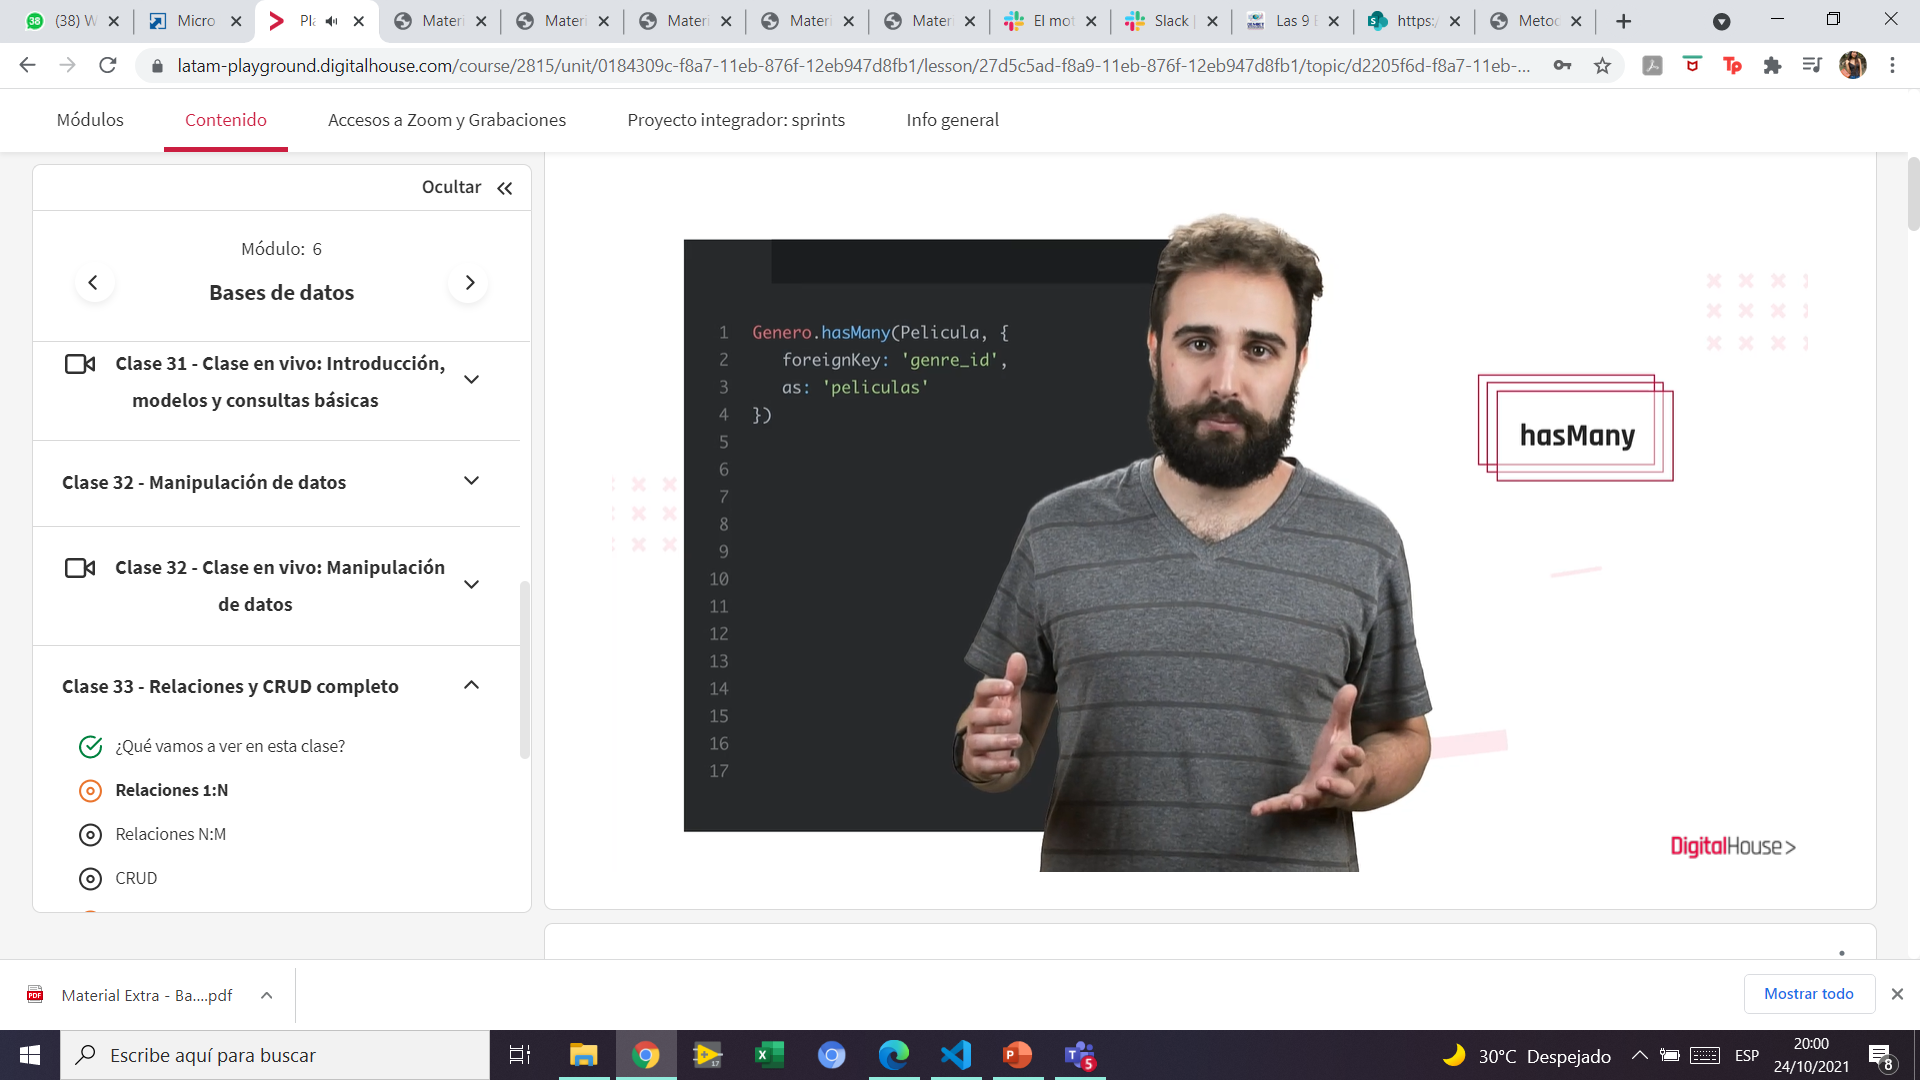 (38) W
Micro
Pla
Materi
Materi
Materi
Materi
Materi
El mot
Slack |
Las 9 E
https:/
Metod
latam-playground.digitalhouse.com/course/2815/unit/0184309c-f8a7-11eb-876f-12eb947d8fb1/lesson/27d5c5ad-f8a9-11eb-876f-12eb947d8fb1/topic/d2205f6d-f8a7-11eb-...
Módulos
Contenido
Accesos a Zoom y Grabaciones
Proyecto integrador: sprints
Info general
Ocultar
Módulo: 6
Bases de datos
Clase 31 - Clase en vivo: Introducción,
modelos y consultas básicas
Clase 32 - Manipulación de datos
Clase 32 - Clase en vivo: Manipulación
de datos
Clase 33 - Relaciones y CRUD completo
¿Qué vamos a ver en esta clase?
Relaciones 1:N
Relaciones N:M
CRUD
1 Genero.hasMany(Pelicula, {
2 foreignKey: 'genre_id',
3 as: 'peliculas'
4 })
5
6
7
8
9
10
11
12
13
14
15
16
17
hasMany
DigitalHouse>
Material Extra - Ba....pdf
Mostrar todo
Escribe aquí para buscar
30°C Despejado
ESP
20:00
24/10/2021
8